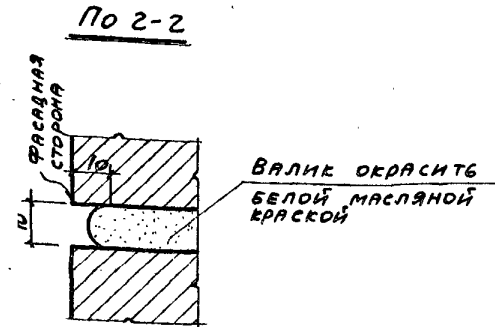 По 2-2
ФАСАДНАЯ
СТОРОНА
10
10
ВАЛИК ОКРАСИТЬ
БЕЛОЙ МАСЛЯНОЙ
КРАСКОЙ